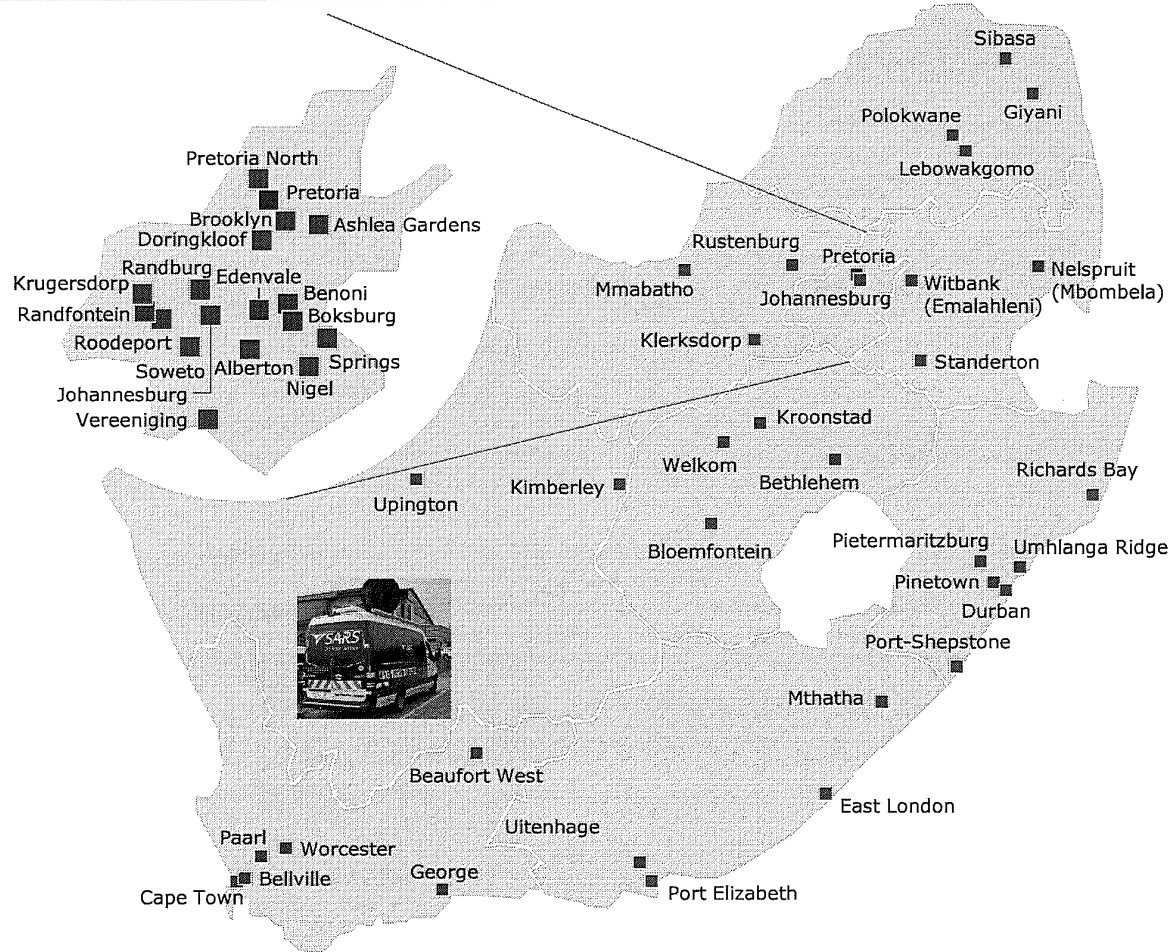 Sibasa
Giyani
Polokwane
Lebowakgomo
Pretoria North
Pretoria
Brooklyn
Ashlea Gardens
Doringkloof
Randburg
Edenvale
Krugersdorp
Benoni
Randfontein
Boksburg
Roodeport
Soweto
Alberton
Springs
Nigel
Johannesburg
Vereeniging
Rustenburg
Pretoria
Mmabatho
Johannesburg
Witbank
(Emalahleni)
Nelspruit
(Mbombela)
Klerksdorp
Standerton
Kroonstad
Welkom
Bethlehem
Richards Bay
Upington
Kimberley
Bloemfontein
Pietermaritzburg
Umhlanga Ridge
Pinetown
Durban
SARS
Port-Shepstone
Mthatha
Beaufort West
East London
Uitenhage
Paarl
Worcester
Bellville
George
Cape Town
Port Elizabeth